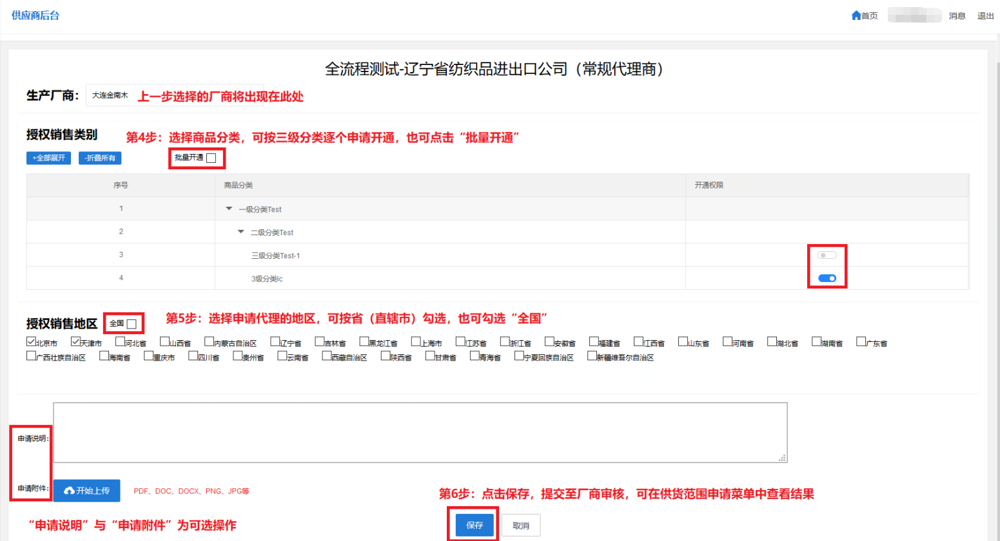 供应商后台
首页 消息 退出
全流程测试-辽宁省纺织品进出口公司（常规代理商）
生产厂商： 大连金南木 上一步选择的厂商将出现在此处
授权销售类别 第4步：选择商品分类，可按三级分类逐个申请开通，也可点击“批量开通”
+全部展开 -折叠所有 批量开通
序号 商品分类 开通权限
1 一级分类Test
2 二级分类Test
3 三级分类Test-1
4 3级分类lc
授权销售地区 全国 第5步：选择申请代理的地区，可按省（直辖市）勾选，也可勾选“全国”
北京市 天津市 河北省 山西省 内蒙古自治区 辽宁省 吉林省 黑龙江省 上海市 江苏省 浙江省 安徽省 福建省 江西省 山东省 河南省 湖北省 湖南省 广东省
广西壮族自治区 海南省 重庆市 四川省 贵州省 云南省 西藏自治区 陕西省 甘肃省 青海省 宁夏回族自治区 新疆维吾尔自治区
申请说明:
申请附件: 开始上传 PDF、DOC、DOCX、PNG、JPG等
第6步：点击保存，提交至厂商审核，可在供货范围申请菜单中查看结果
“申请说明”与“申请附件”为可选操作
保存 取消